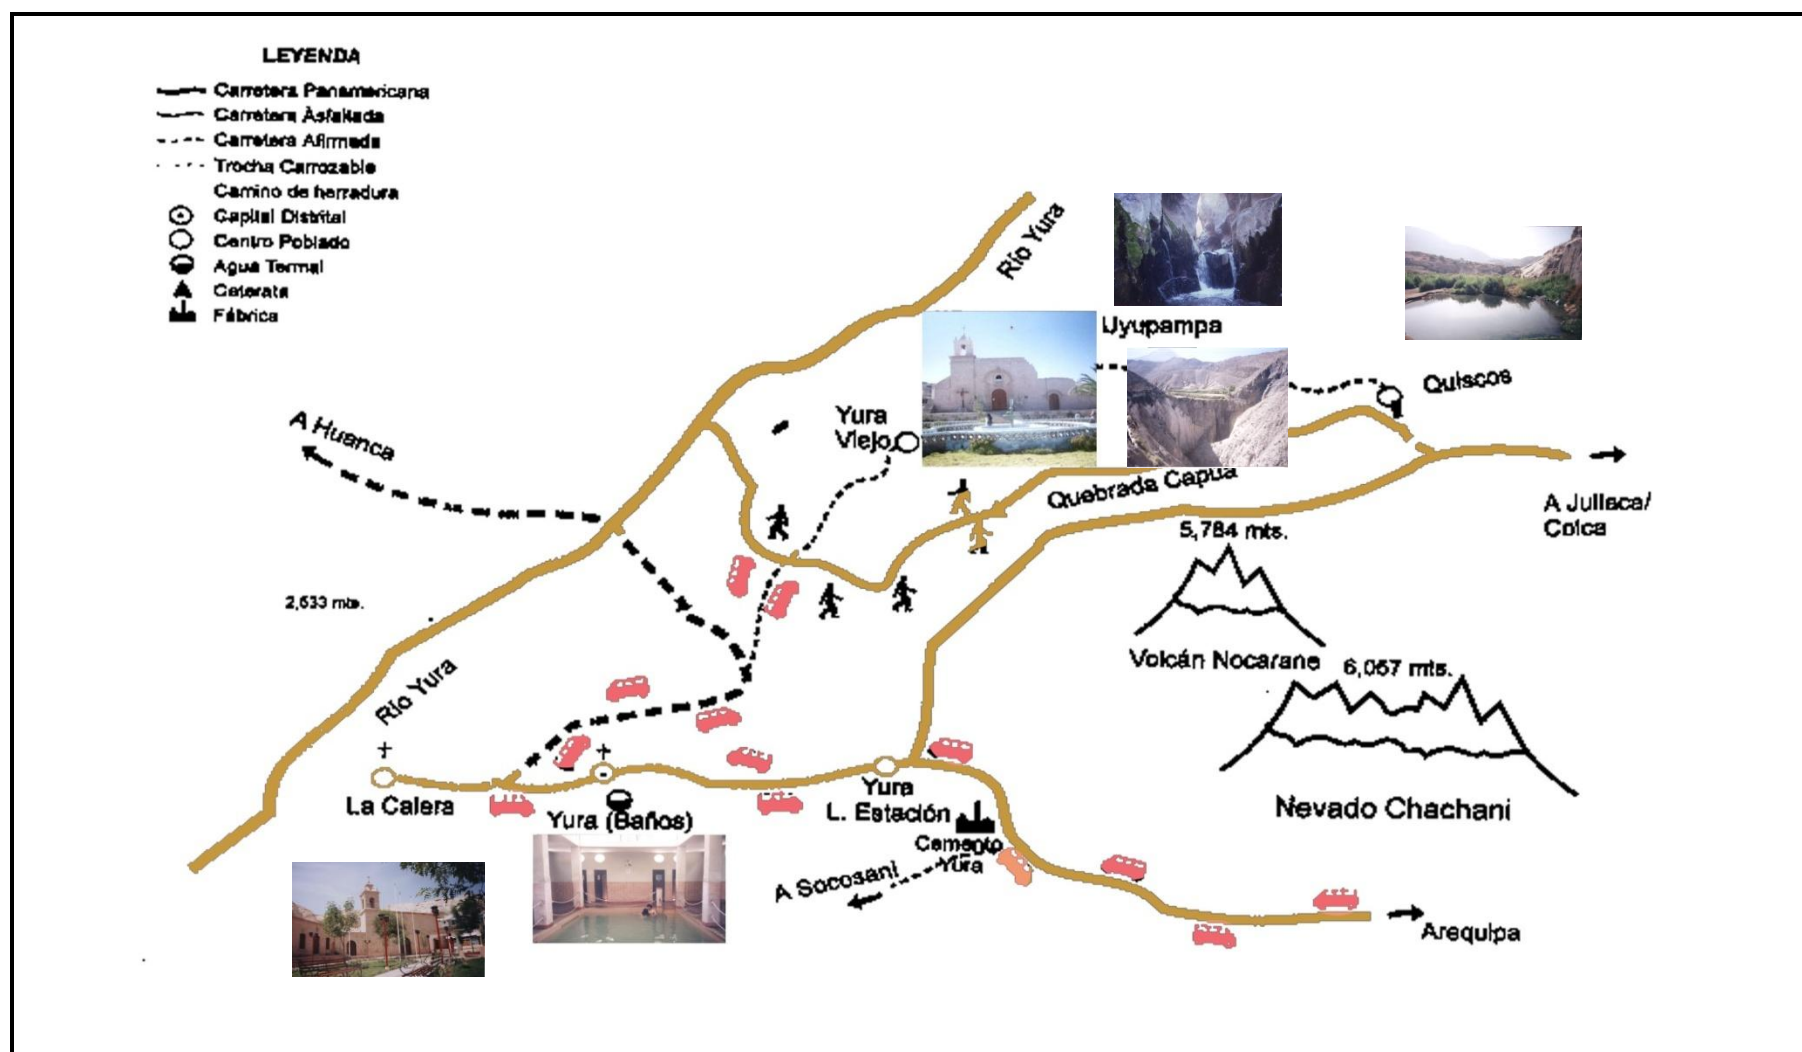 LEYENDA
Carretera Panamericana
Carretera Asfaltada
Carretera Afirmada
Trocha Carrozable
Camino de herradura
Capital Distrital
Centro Poblado
Agua Termal
Catarata
Fábrica
Río Yura
Uyupampa
Quiscos
A Huanca
Yura
Viejo
Quebrada Capua
A Juliaca/
Colca
5,784 mts.
2,533 mts.
Volcán Nocarane
6,057 mts.
Río Yura
Nevado Chachani
La Calera
Yura (Baños)
Yura
L. Estación
Cemento
Yura
A Socosani
Arequipa